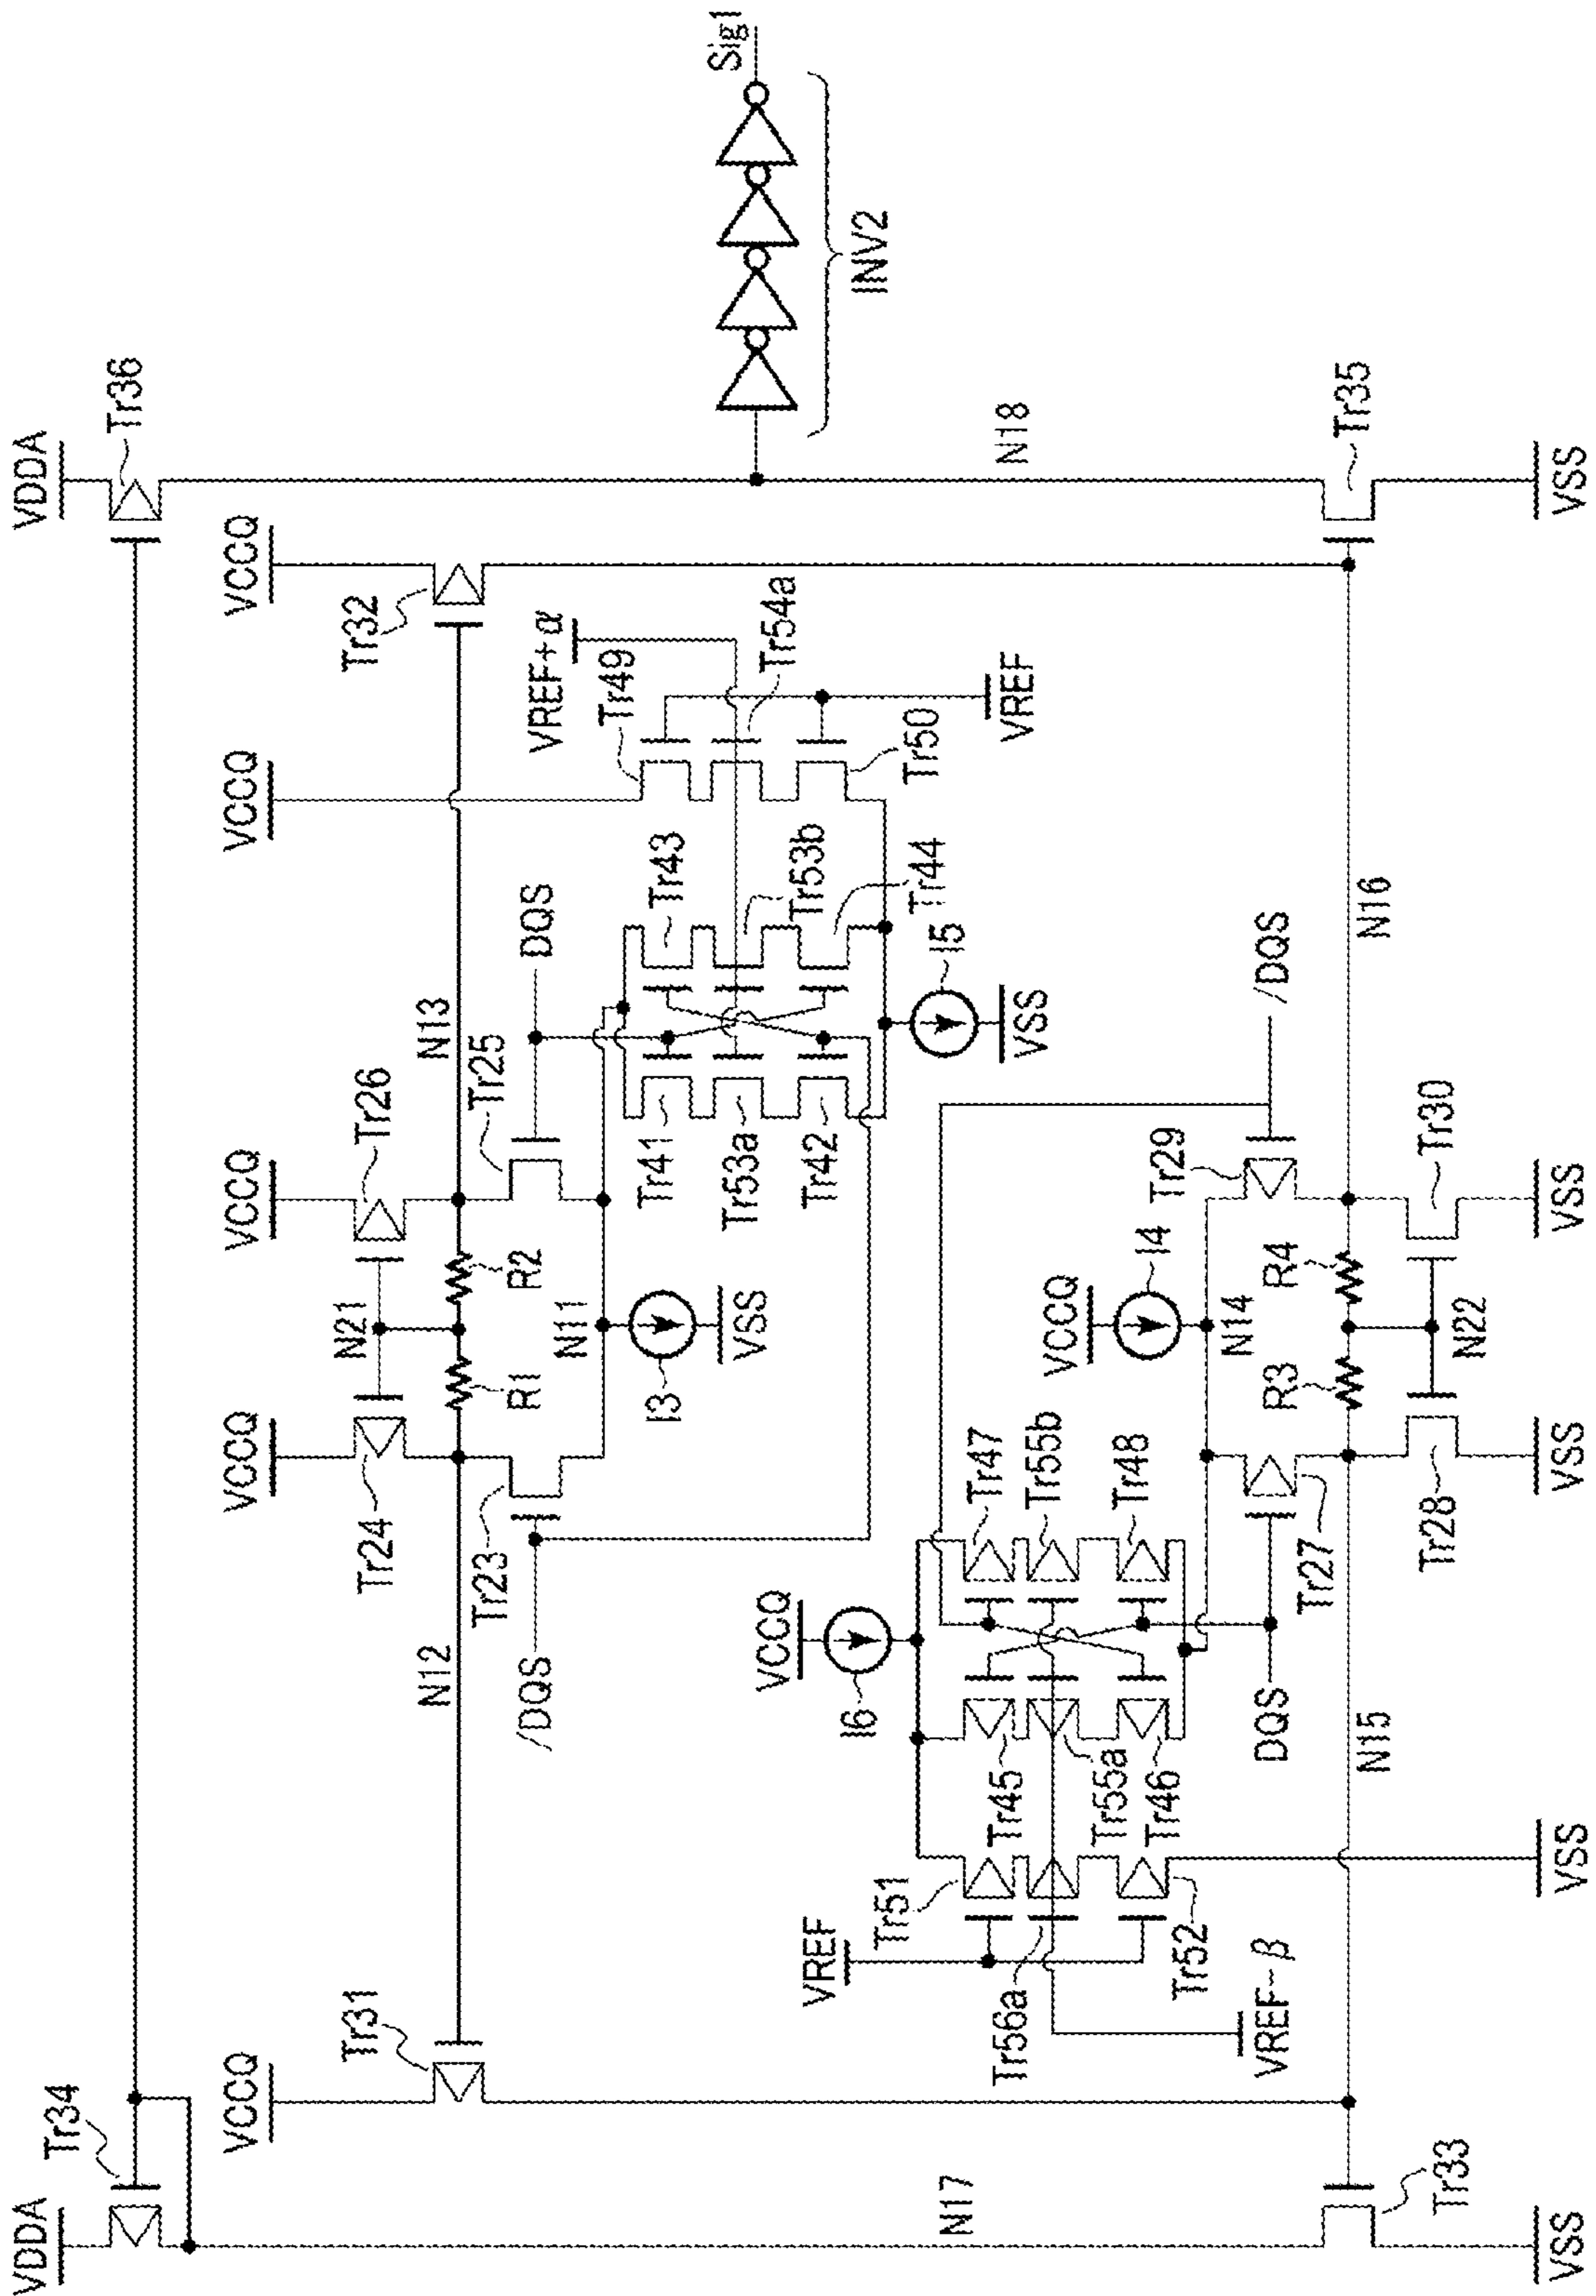 VDDA
Tr36
VDDA
Tr34
VCCQ
Tr31
VCCQ
Tr24
VCCQ
Tr26
VCCQ
VCCQ
Tr32
N21
N12
R1
R2
N13
Tr23
/DQS
Tr25
DQS
N11
I3
VSS
VREF+α
Tr49
Tr54a
Tr50
VREF
Tr43
Tr53b
Tr44
Tr41
Tr53a
Tr42
I5
VSS
Sig1
INV2
N18
N17
VCCQ
I6
VREF
Tr51
Tr56a
Tr52
VREF-β
Tr45
Tr55a
Tr46
Tr47
Tr55b
Tr48
VCCQ
I4
N14
Tr29
/DQS
DQS
Tr27
N15
R3
R4
N16
Tr28
N22
Tr30
Tr33
Tr35
VSS
VSS
VSS
VSS
VSS